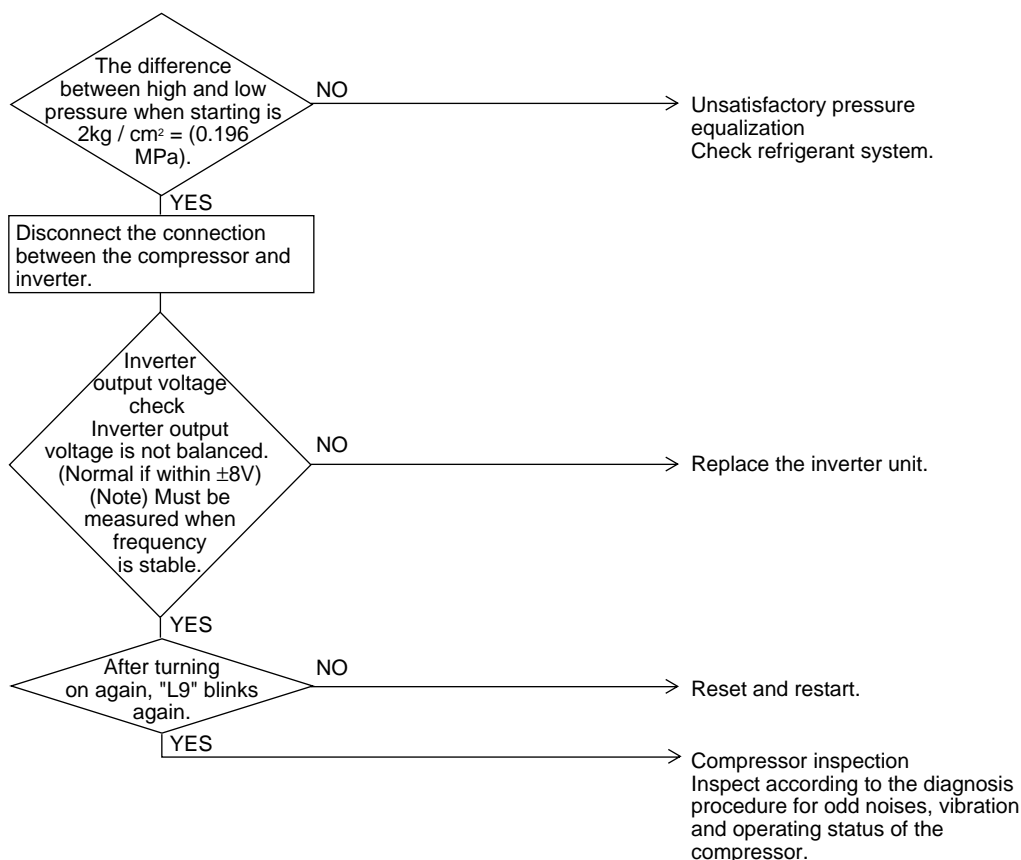 The difference
between high and low
pressure when starting is
2kg / cm² = (0.196
MPa).
NO
Unsatisfactory pressure
equalization
Check refrigerant system.
YES
Disconnect the connection
between the compressor and
inverter.
Inverter
output voltage
check
Inverter output
voltage is not balanced.
(Normal if within ±8V)
(Note) Must be
measured when
frequency
is stable.
NO
Replace the inverter unit.
YES
After turning
on again, "L9" blinks
again.
NO
Reset and restart.
YES
Compressor inspection
Inspect according to the diagnosis
procedure for odd noises, vibration
and operating status of the
compressor.